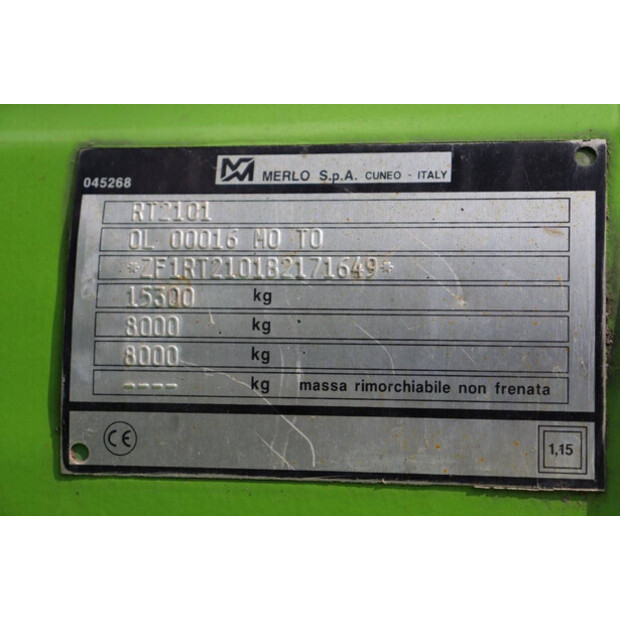 MERLO S.p.A. CUNEO - ITALY
045268
RT2101
OL 00016 MO TO
*ZF1RT2101B2171649*
15300 kg
8000 kg
8000 kg
---- kg massa rimorchiabile non frenata
CE
1,15